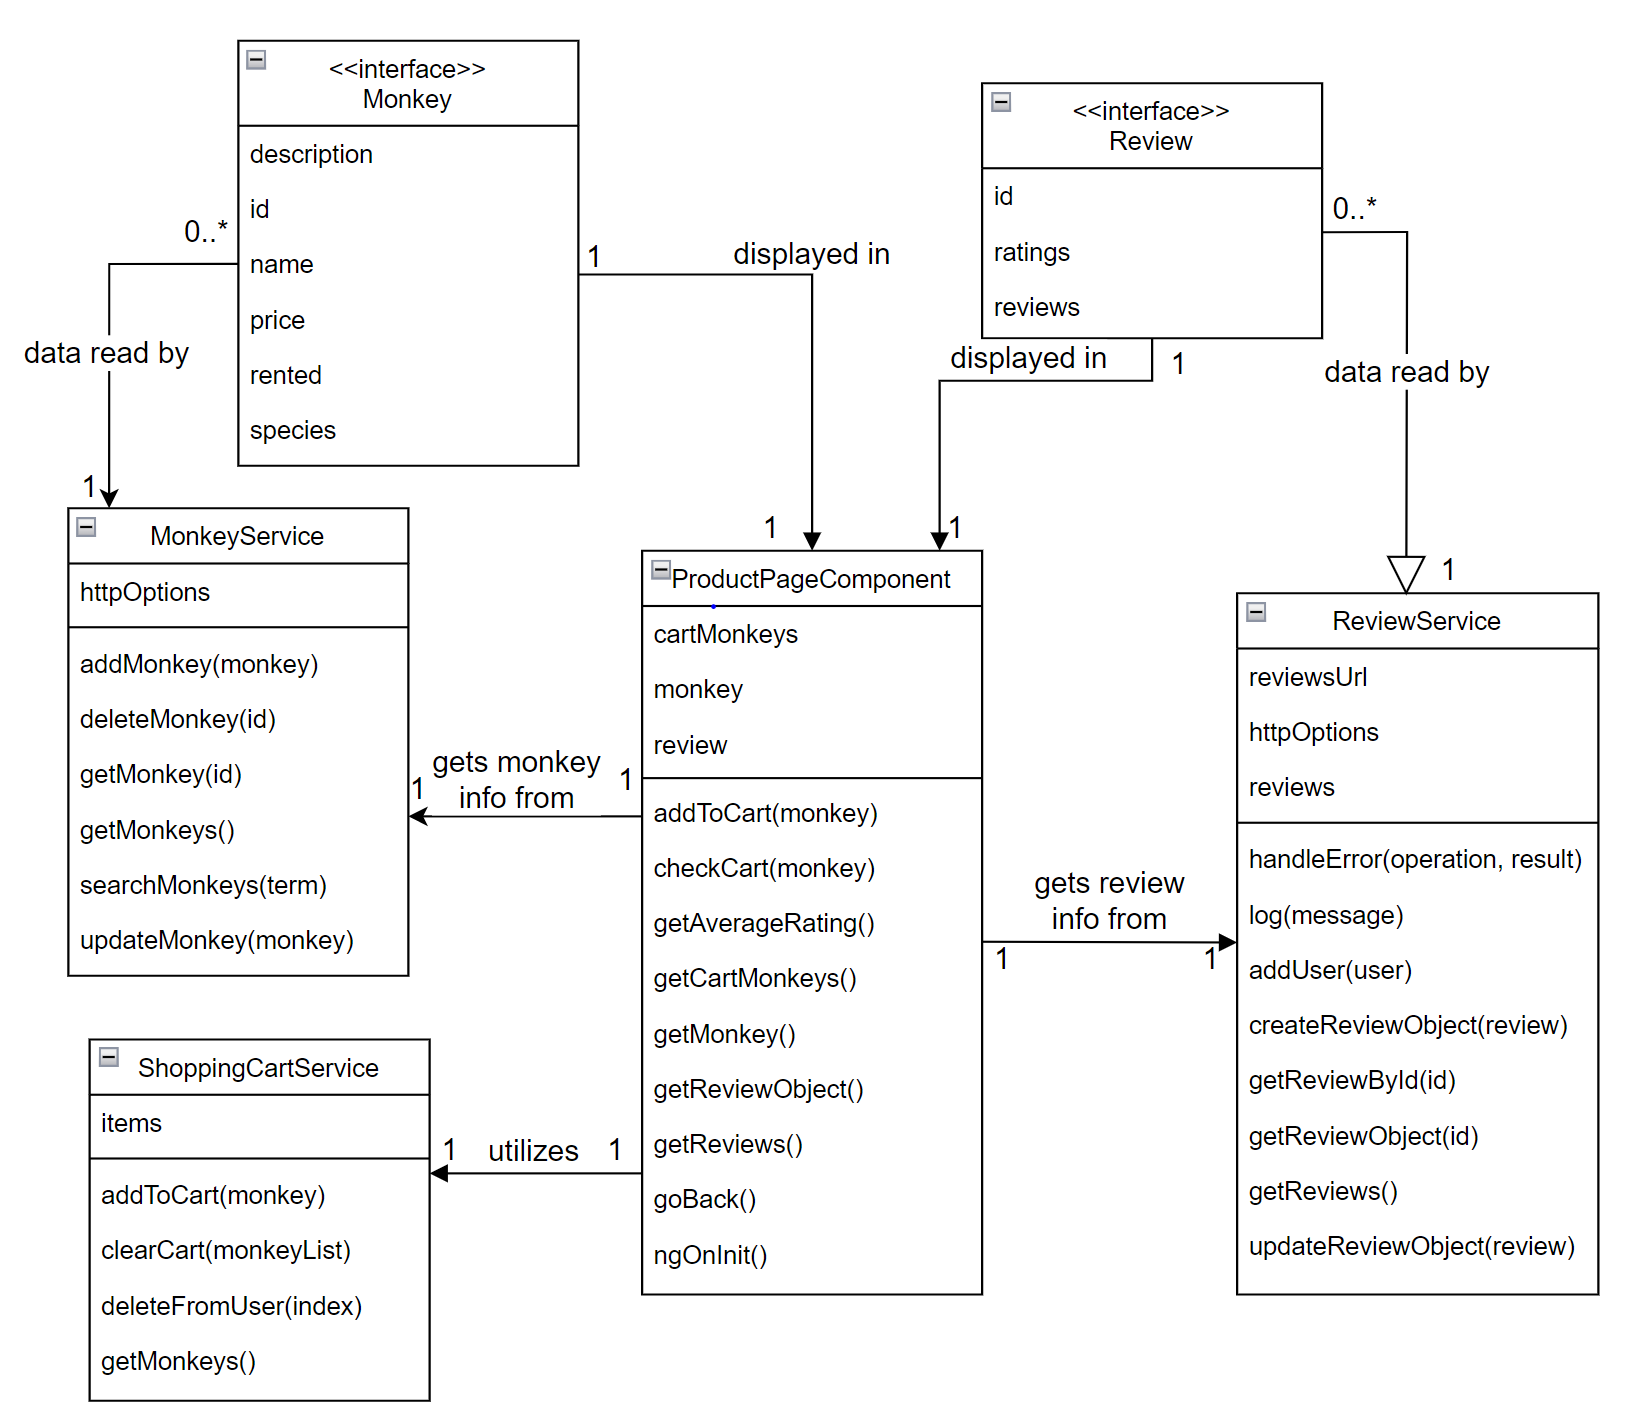 <<interface>>
Monkey
description
id
name
price
rented
species
<<interface>>
Review
id
ratings
reviews
0..*
data read by
1
1
displayed in
1
displayed in
1
1
0..*
data read by
1
MonkeyService
httpOptions
addMonkey(monkey)
deleteMonkey(id)
getMonkey(id)
getMonkeys()
searchMonkeys(term)
updateMonkey(monkey)
1
gets monkey
info from
1
ProductPageComponent
cartMonkeys
monkey
review
addToCart(monkey)
checkCart(monkey)
getAverageRating()
getCartMonkeys()
getMonkey()
getReviewObject()
getReviews()
goBack()
ngOnInit()
gets review
info from
1
1
ReviewService
reviewsUrl
httpOptions
reviews
handleError(operation, result)
log(message)
addUser(user)
createReviewObject(review)
getReviewById(id)
getReviewObject(id)
getReviews()
updateReviewObject(review)
ShoppingCartService
items
addToCart(monkey)
clearCart(monkeyList)
deleteFromUser(index)
getMonkeys()
1
utilizes
1